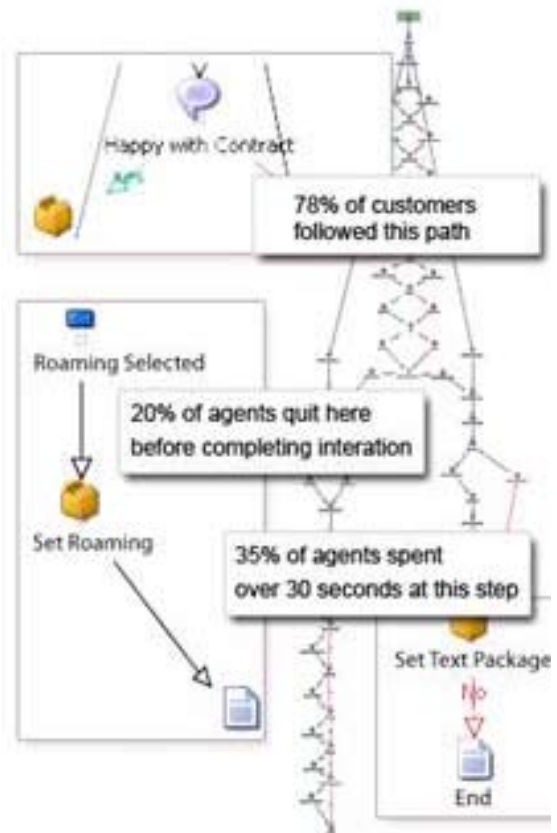 Happy with Contract
78% of customers
followed this path
Roaming Selected
20% of agents quit here
before completing interation
Set Roaming
35% of agents spent
over 30 seconds at this step
Set Text Package
No
End